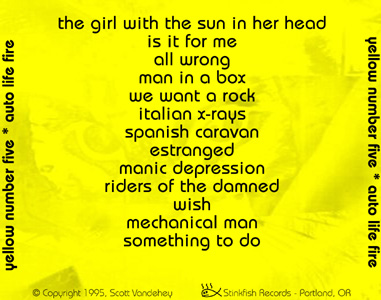 the girl with the sun in her head
is it for me
all wrong
man in a box
we want a rock
italian x-rays
spanish caravan
estranged
manic depression
riders of the damned
wish
mechanical man
something to do
yellow number five * auto life fire
yellow number five * auto life fire
© Copyright 1995, Scott Vandehey
Stinkfish Records - Portland, OR